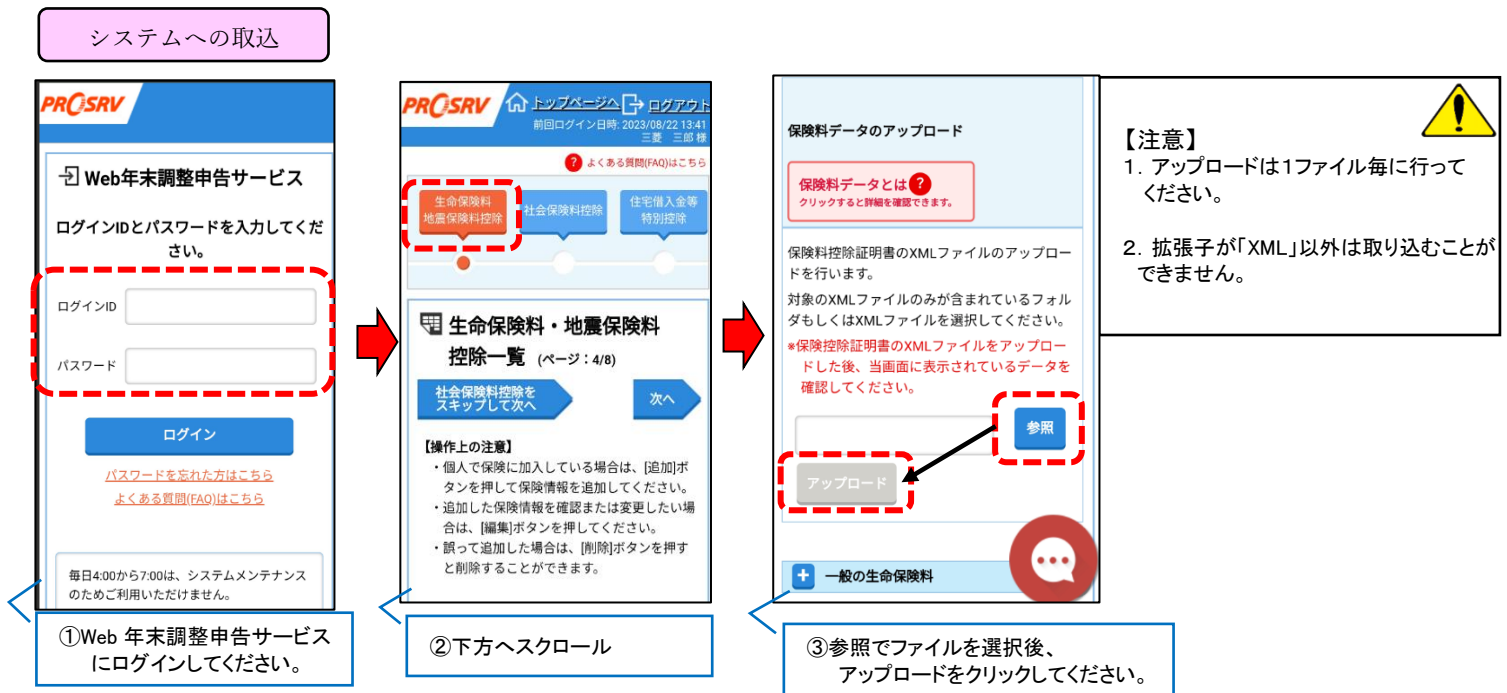 システムへの取込
PROSRV
Web年末調整申告サービス
ログインIDとパスワードを入力してくだ
さい。
ログインID
パスワード
ログイン
パスワードを忘れた方はこちら
よくある質問(FAQ)はこちら
毎日4:00から7:00は、システムメンテナンス
のためご利用いただけません。
①Web 年末調整申告サービス
にログインしてください。
PROSRV
トップページへ ログアウト
前回ログイン日時: 2023/08/22 13:41
三菱 三郎 様
? よくある質問(FAQ)はこちら
生命保険料
地震保険料控除
社会保険料控除
住宅借入金等
特別控除
生命保険料・地震保険料
控除一覧 (ページ:4/8)
社会保険料控除を
スキップして次へ
次へ
【操作上の注意】
・個人で保険に加入している場合は、[追加]ボ
タンを押して保険情報を追加してください。
・追加した保険情報を確認または変更したい場
合は、[編集]ボタンを押してください。
・誤って追加した場合は、[削除]ボタンを押す
と削除することができます。
②下方へスクロール
保険料データのアップロード
保険料データとは?
クリックすると詳細を確認できます。
保険料控除証明書のXMLファイルのアップロー
ドを行います。
対象のXMLファイルのみが含まれているフォル
ダもしくはXMLファイルを選択してください。
*保険控除証明書のXMLファイルをアップロー
ドした後、当画面に表示されているデータを
確認してください。
参照
アップロード
+ 一般の生命保険料
③参照でファイルを選択後、
アップロードをクリックしてください。
【注意】
1. アップロードは1ファイル毎に行って
ください。
2. 拡張子が「XML」以外は取り込むことが
できません。